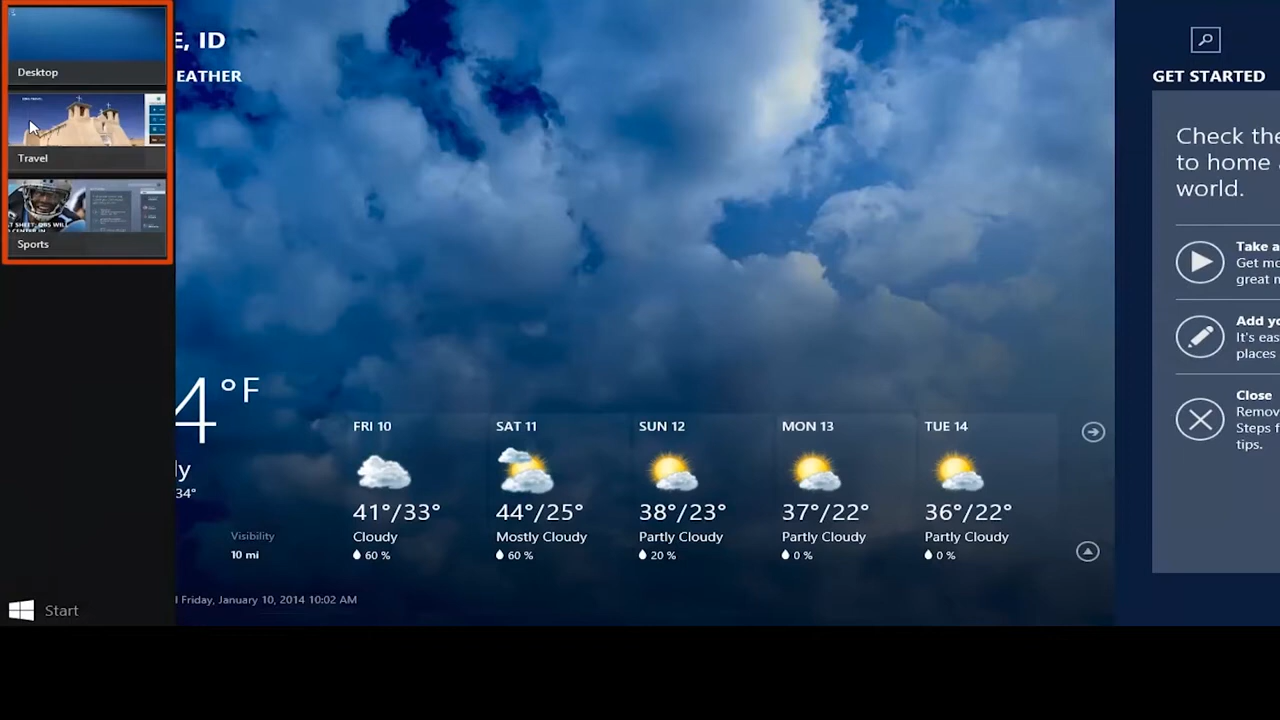 Desktop
Travel
Sports
Start
E, ID
EATHER
4°F
ly
34°
Visibility
10 mi
FRI 10
41°/33°
Cloudy
60 %
SAT 11
44°/25°
Mostly Cloudy
60 %
SUN 12
38°/23°
Partly Cloudy
20 %
MON 13
37°/22°
Partly Cloudy
0 %
TUE 14
36°/22°
Partly Cloudy
0 %
Friday, January 10, 2014 10:02 AM
GET STARTED
Check the
to home
world.
Take a
Get mo
great m
Add yo
It's eas
places
Close
Remov
Steps f
tips.